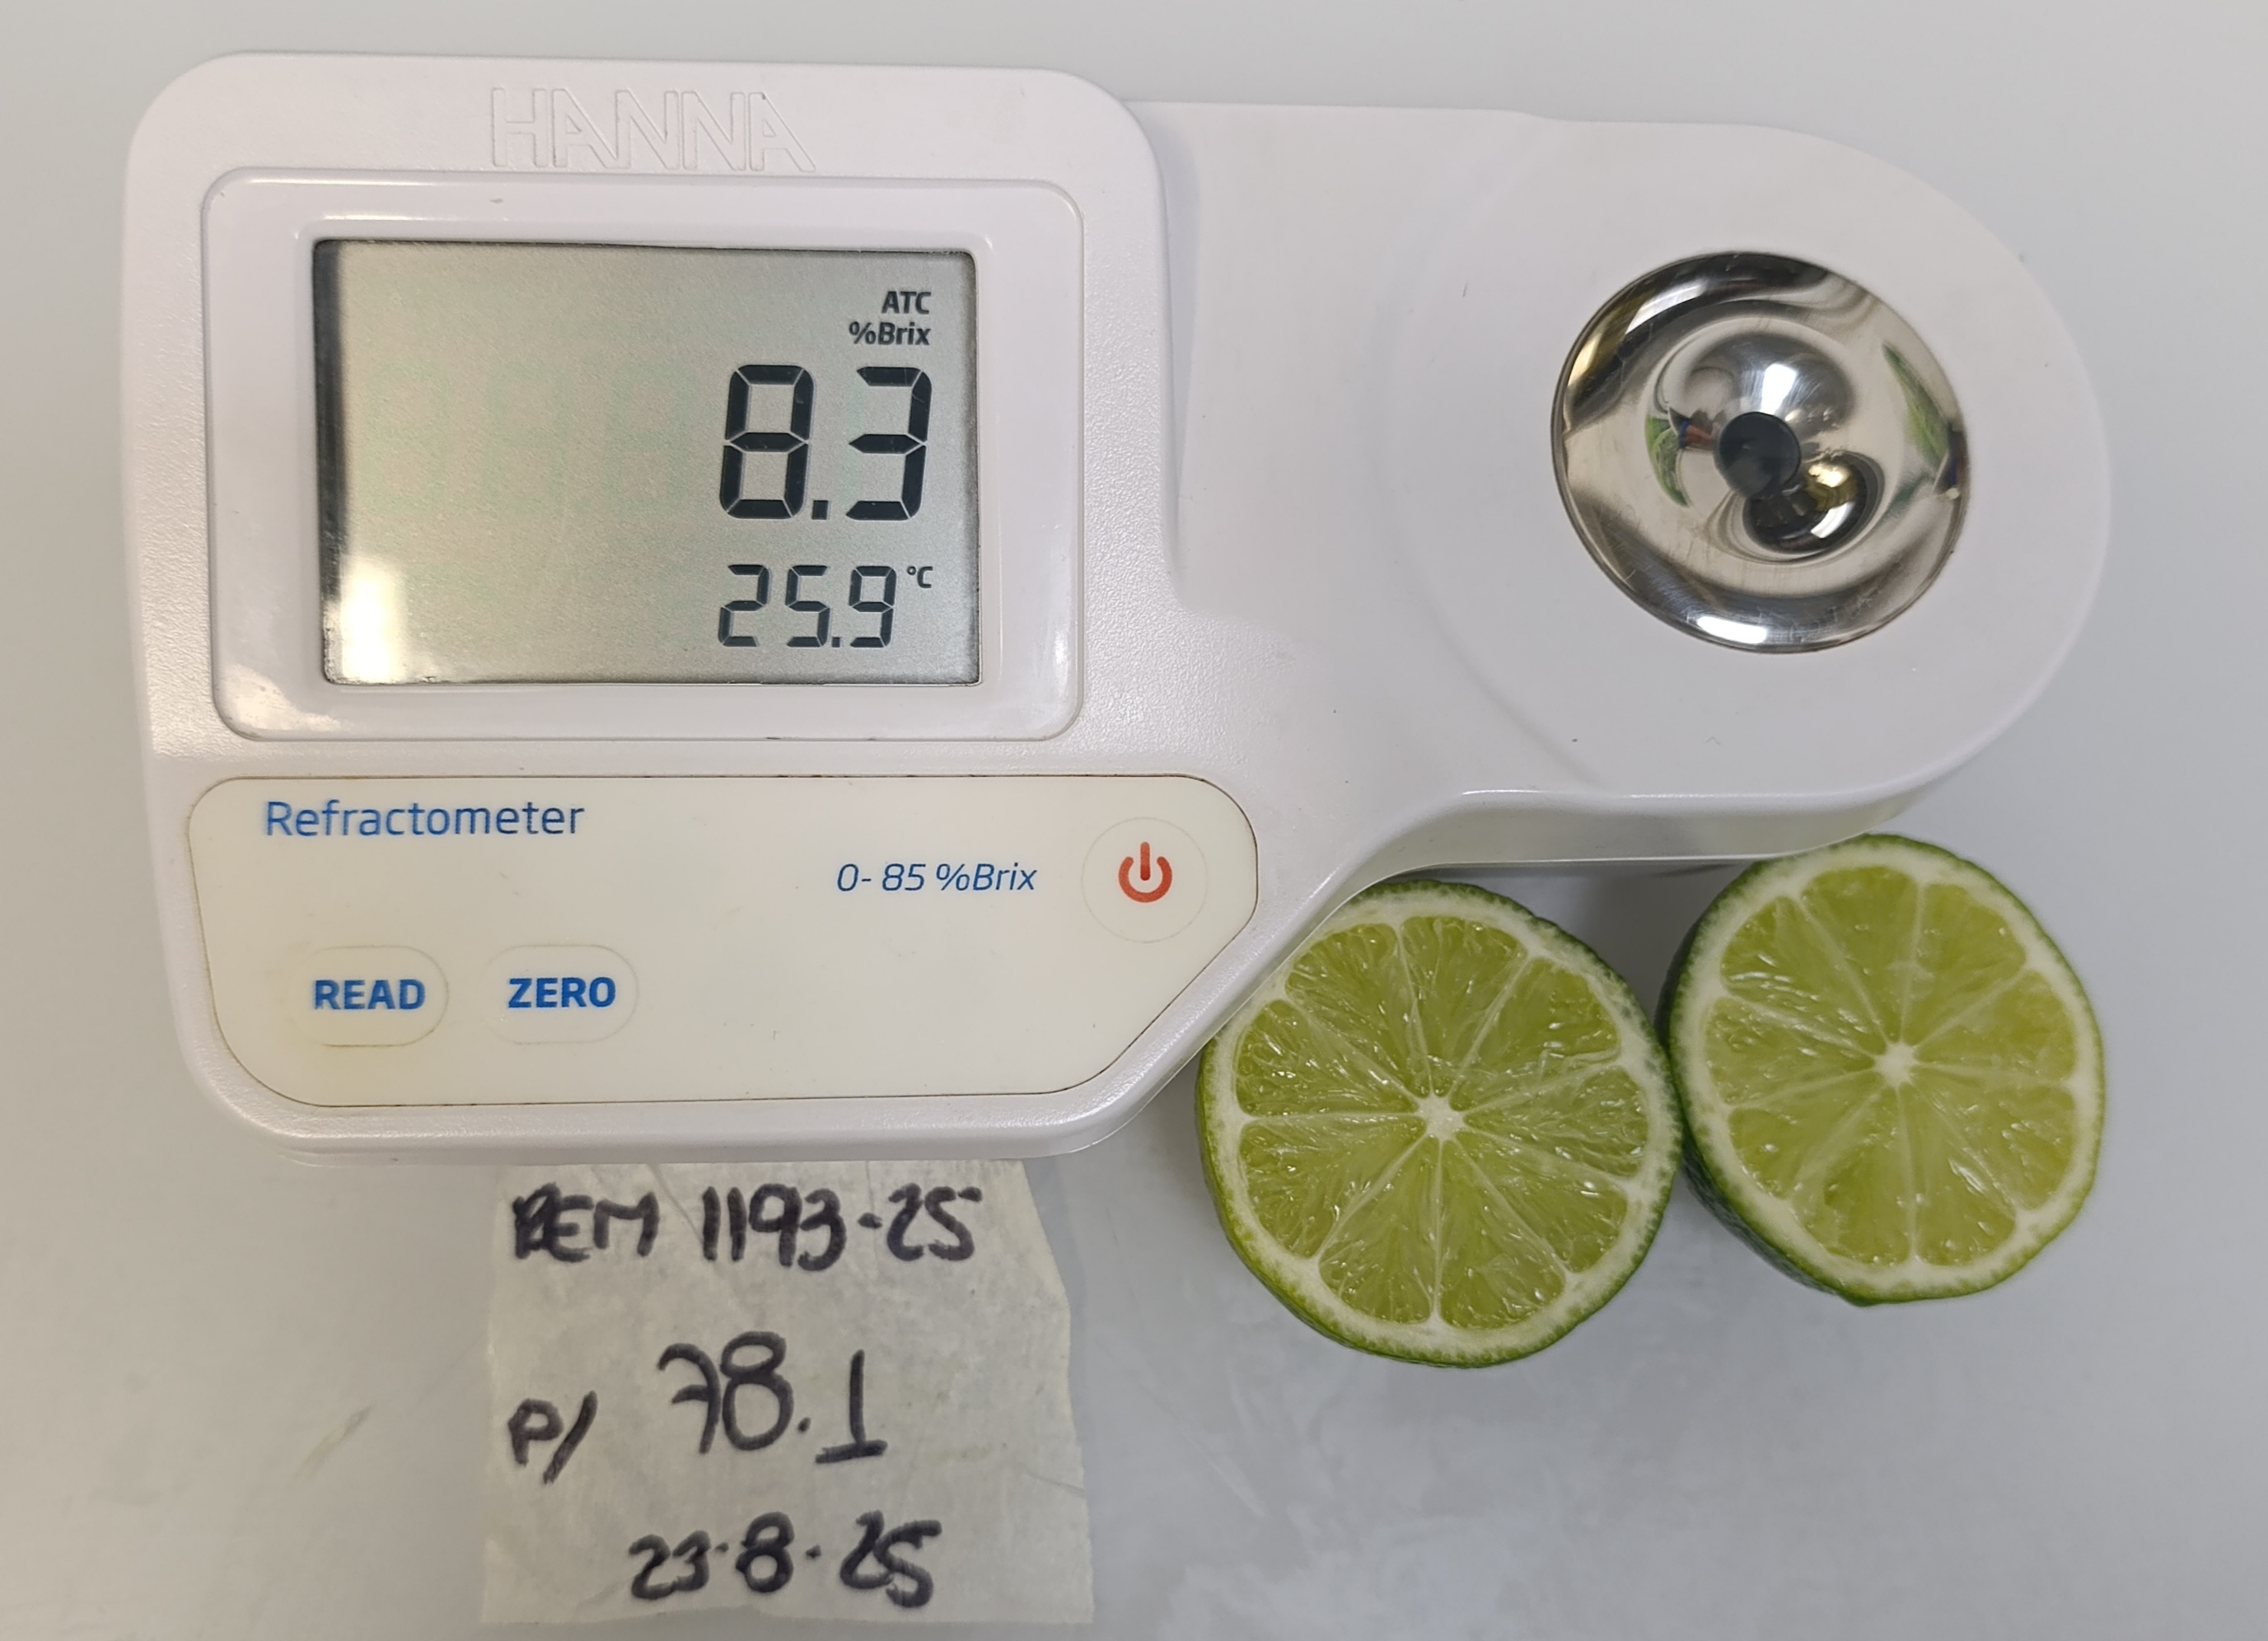 HANNA
ATC
%Brix
8.3
25.9 °C
Refractometer
0-85 %Brix
READ
ZERO
REM 1193-25
P/ 78.1
23-8-25